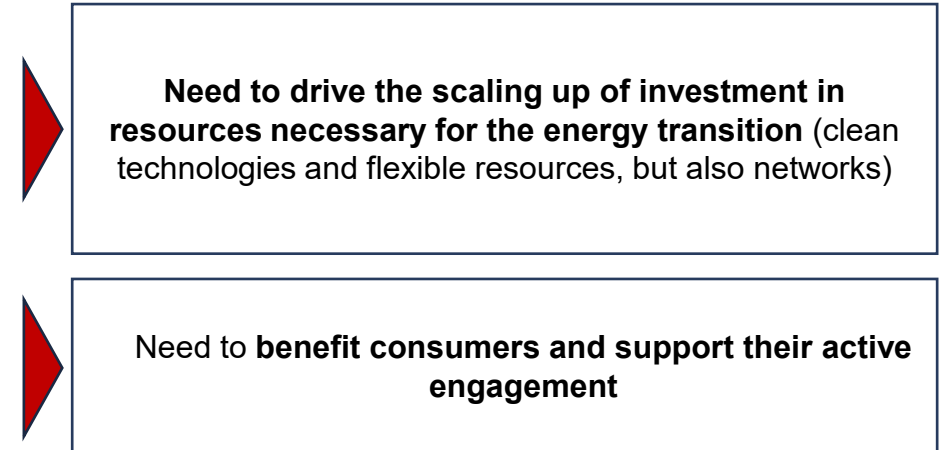 Need to drive the scaling up of investment in
resources necessary for the energy transition (clean
technologies and flexible resources, but also networks)
Need to benefit consumers and support their active
engagement